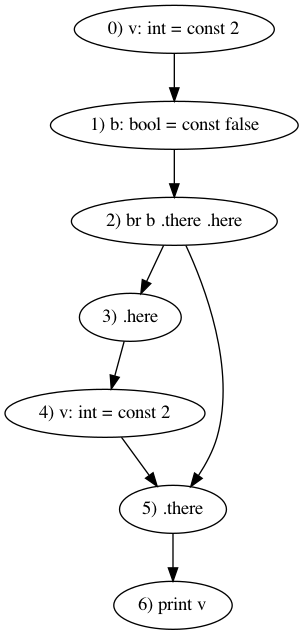 0) v: int = const 2
1) b: bool = const false
2) br b .there .here
3) .here
4) v: int = const 2
5) .there
6) print v